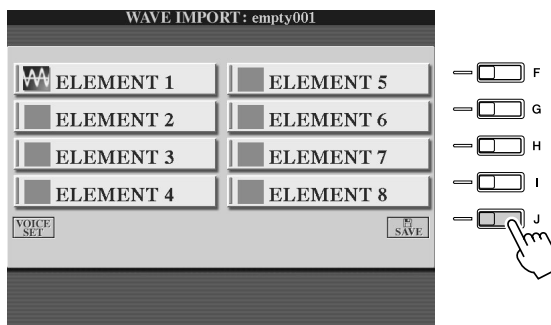 WAVE IMPORT: empty001
ELEMENT 1
ELEMENT 2
ELEMENT 3
ELEMENT 4
ELEMENT 5
ELEMENT 6
ELEMENT 7
ELEMENT 8
VOICE
SET
SAVE
F
G
H
I
J